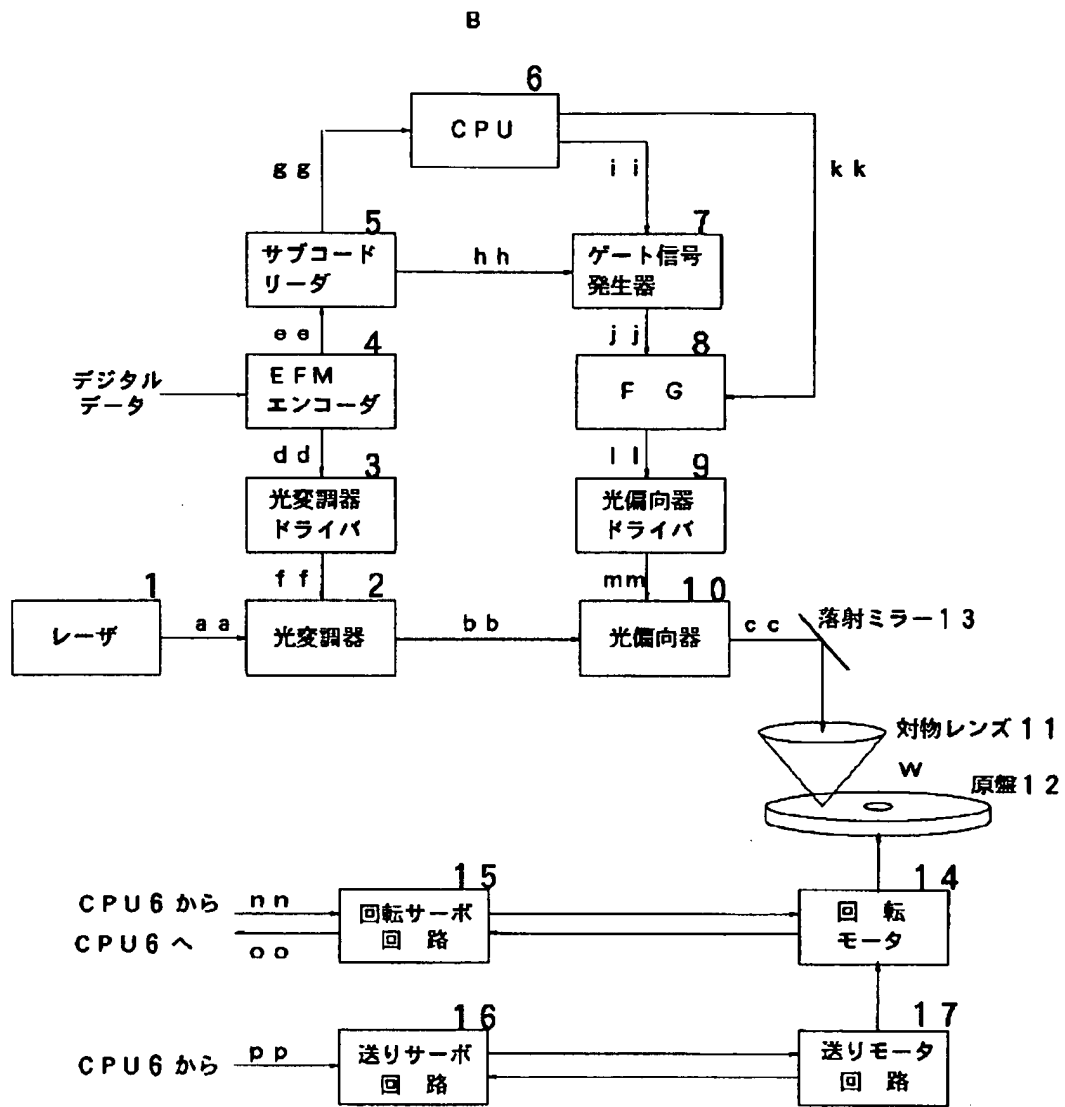 B
6
CPU
gg
ii
kk
5
サブコード
リーダ
hh
7
ゲート信号
発生器
ee
jj
デジタル
データ
4
EFM
エンコーダ
8
F G
dd
ll
3
光変調器
ドライバ
9
光偏向器
ドライバ
ff
mm
1
レーザ
aa
2
光変調器
bb
10
光偏向器
cc
落射ミラー13
対物レンズ11
W
原盤12
CPU6から
nn
CPU6へ
oo
15
回転サーボ
回路
14
回転
モータ
CPU6から
pp
16
送りサーボ
回路
17
送りモータ
回路